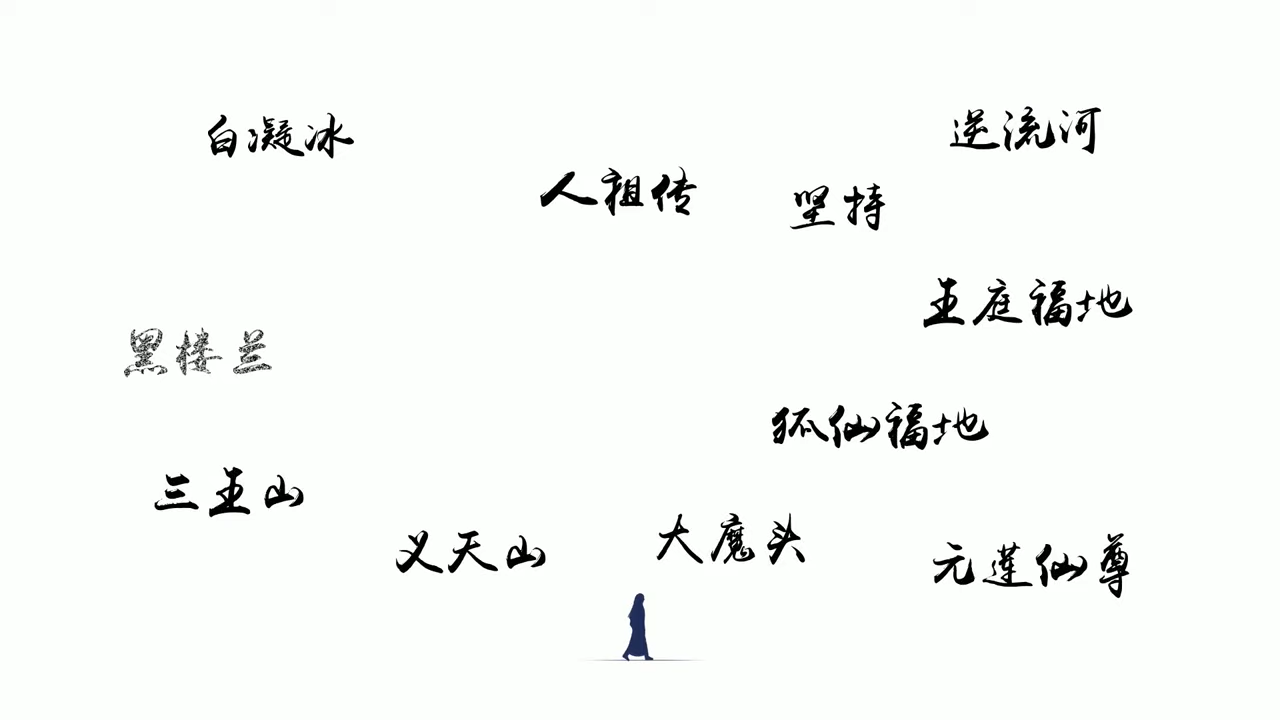 白凝冰
逆流河
人祖传
坚持
王庭福地
黑楼兰
狐仙福地
三王山
义天山
大魔头
元莲仙尊